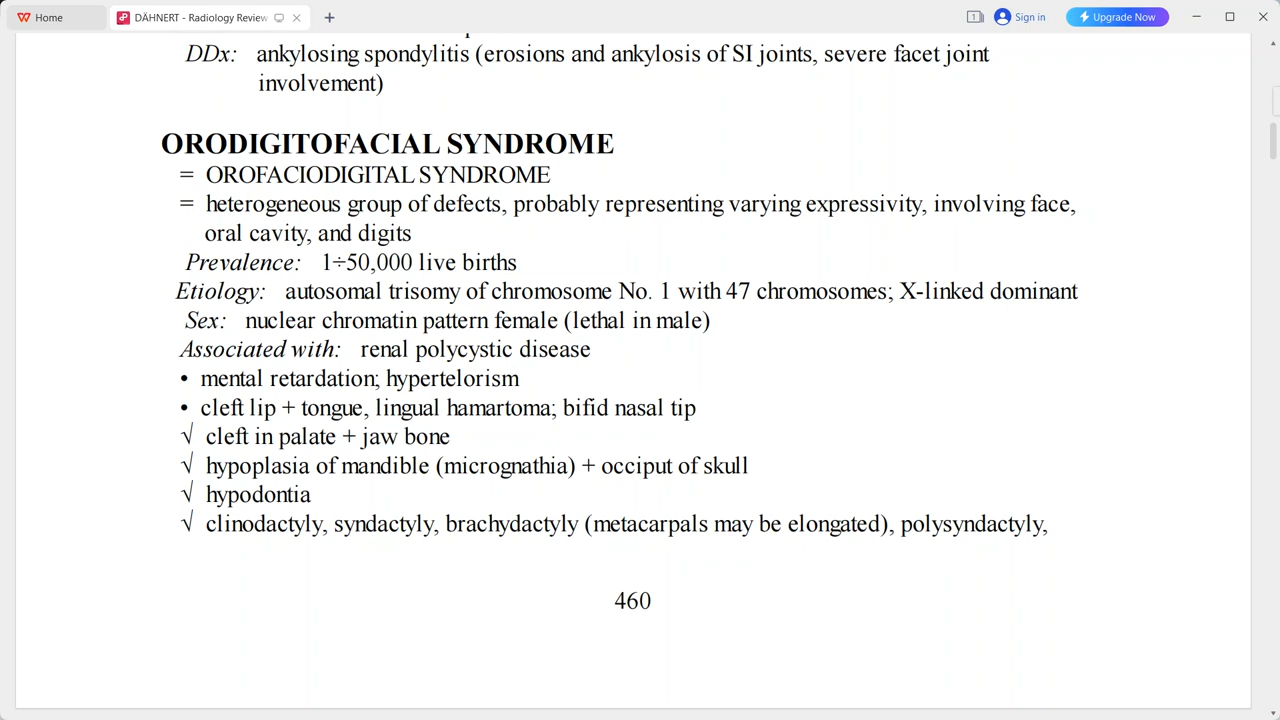 Home
DÄHNERT - Radiology Review
1
Sign in
Upgrade Now
DDx: ankylosing spondylitis (erosions and ankylosis of SI joints, severe facet joint
involvement)
ORODIGITOFACIAL SYNDROME
= OROFACIODIGITAL SYNDROME
= heterogeneous group of defects, probably representing varying expressivity, involving face,
oral cavity, and digits
Prevalence: 1÷50,000 live births
Etiology: autosomal trisomy of chromosome No. 1 with 47 chromosomes; X-linked dominant
Sex: nuclear chromatin pattern female (lethal in male)
Associated with: renal polycystic disease
• mental retardation; hypertelorism
• cleft lip + tongue, lingual hamartoma; bifid nasal tip
√ cleft in palate + jaw bone
√ hypoplasia of mandible (micrognathia) + occiput of skull
√ hypodontia
√ clinodactyly, syndactyly, brachydactyly (metacarpals may be elongated), polysyndactyly,
460